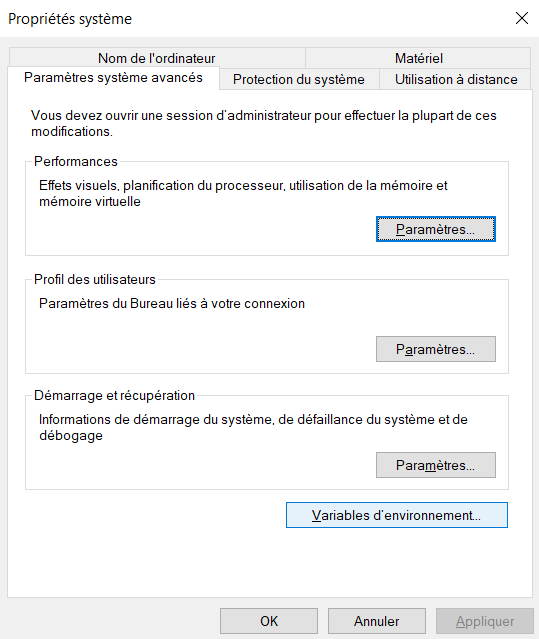 Propriétés système
Nom de l'ordinateur
Matériel
Paramètres système avancés
Protection du système
Utilisation à distance
Vous devez ouvrir une session d'administrateur pour effectuer la plupart de ces
modifications.
Performances
Effets visuels, planification du processeur, utilisation de la mémoire et
mémoire virtuelle
Paramètres...
Profil des utilisateurs
Paramètres du Bureau liés à votre connexion
Paramètres...
Démarrage et récupération
Informations de démarrage du système, de défaillance du système et de
débogage
Paramètres...
Variables d'environnement...
OK
Annuler
Appliquer